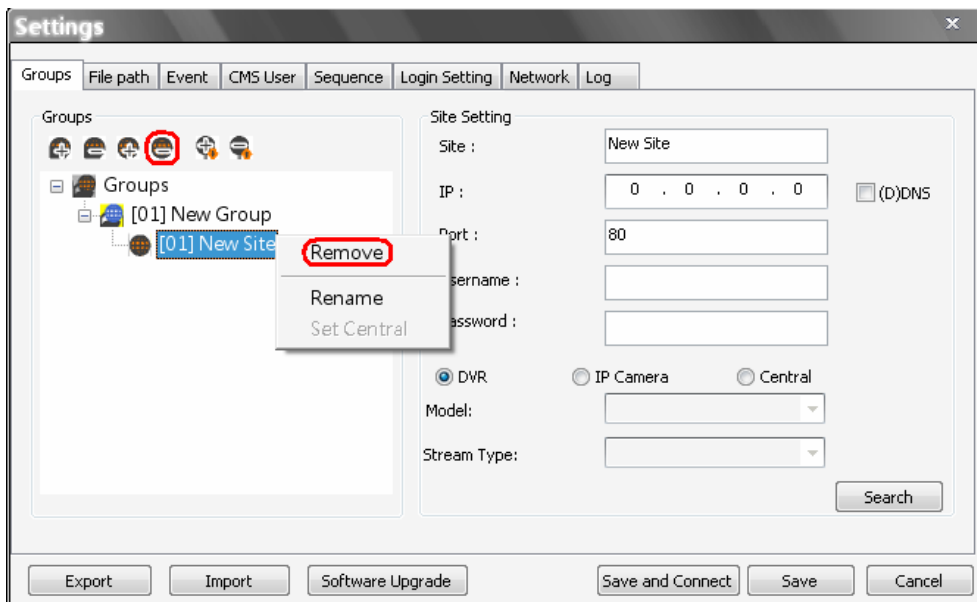 Settings
Groups File path Event CMS User Sequence Login Setting Network Log
Groups
Groups
[01] New Group
[01] New Site
Remove
Rename
Set Central
Site Setting
Site : New Site
IP : 0 . 0 . 0 . 0 (D)DNS
Port : 80
sername :
assword :
DVR IP Camera Central
Model:
Stream Type:
Search
Export Import Software Upgrade Save and Connect Save Cancel